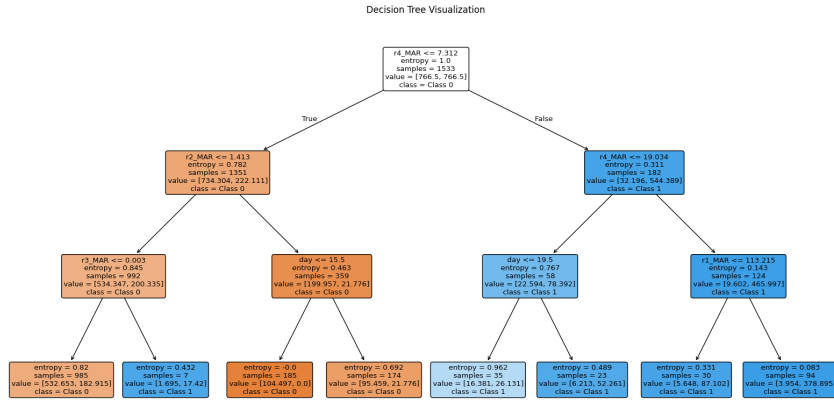 Decision Tree Visualization
r4_MAR <= 7.312
entropy = 1.0
samples = 1533
value = [766.5, 766.5]
class = Class 0
True
False
r2_MAR <= 1.413
entropy = 0.782
samples = 1351
value = [734.304, 222.111]
class = Class 0
r4_MAR <= 19.034
entropy = 0.311
samples = 182
value = [32.196, 544.389]
class = Class 1
r3_MAR <= 0.003
entropy = 0.845
samples = 992
value = [534.347, 200.335]
class = Class 0
day <= 15.5
entropy = 0.463
samples = 359
value = [199.957, 21.776]
class = Class 0
day <= 19.5
entropy = 0.767
samples = 58
value = [22.594, 78.392]
class = Class 1
r1_MAR <= 113.215
entropy = 0.143
samples = 124
value = [9.602, 465.997]
class = Class 1
entropy = 0.82
samples = 985
value = [532.653, 182.915]
class = Class 0
entropy = 0.432
samples = 7
value = [1.695, 17.42]
class = Class 1
entropy = -0.0
samples = 185
value = [104.497, 0.0]
class = Class 0
entropy = 0.692
samples = 174
value = [95.459, 21.776]
class = Class 0
entropy = 0.962
samples = 35
value = [16.381, 26.131]
class = Class 1
entropy = 0.489
samples = 23
value = [6.213, 52.261]
class = Class 1
entropy = 0.331
samples = 30
value = [5.648, 87.102]
class = Class 1
entropy = 0.083
samples = 94
value = [3.954, 378.895]
class = Class 1